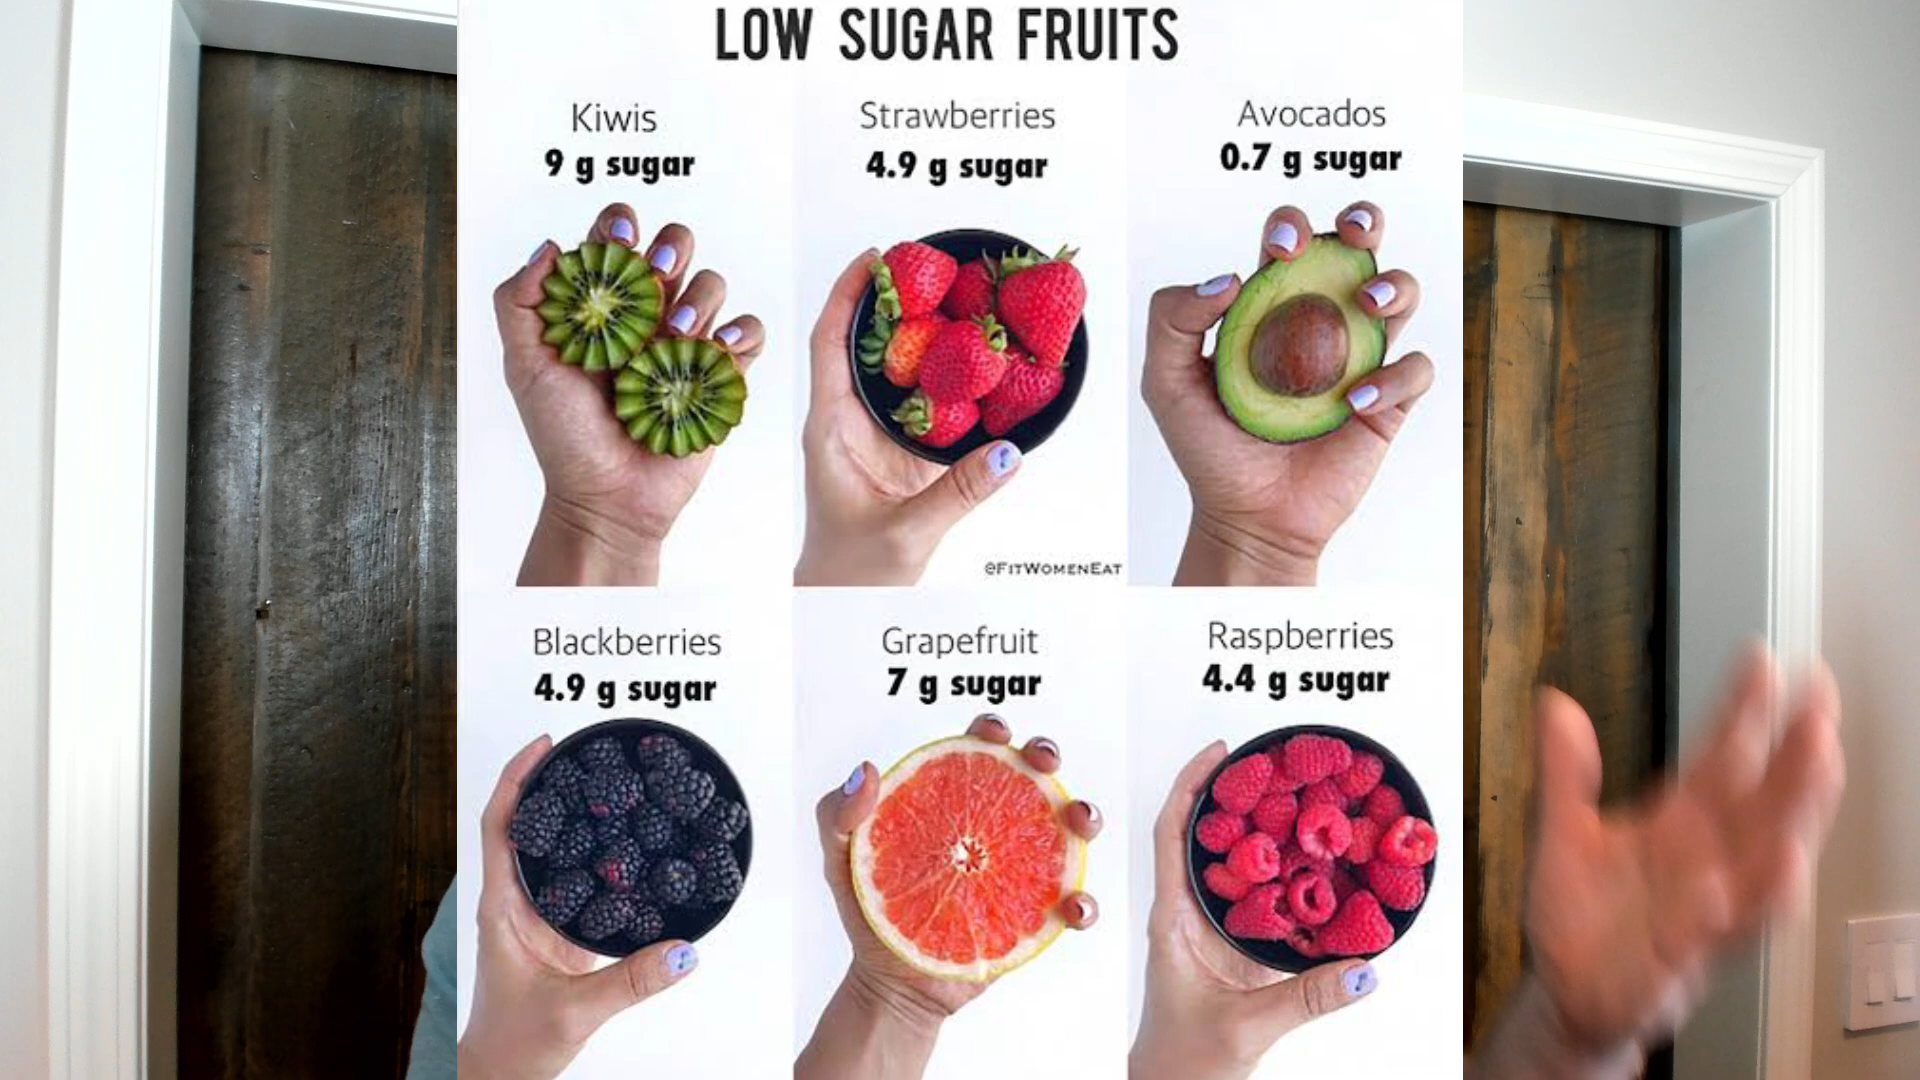 LOW SUGAR FRUITS
Kiwis
9 g sugar
Strawberries
4.9 g sugar
Avocados
0.7 g sugar
@FitWomenEat
Blackberries
4.9 g sugar
Grapefruit
7 g sugar
Raspberries
4.4 g sugar